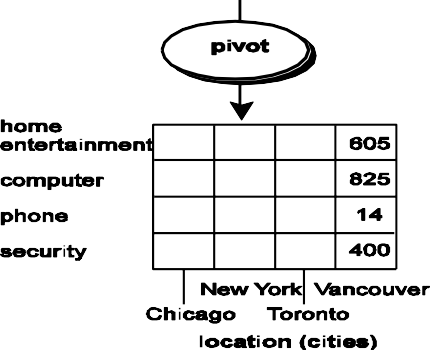 pivot
home
entertainment
605
computer
825
phone
14
security
400
New York
Vancouver
Chicago
Toronto
location (cities)